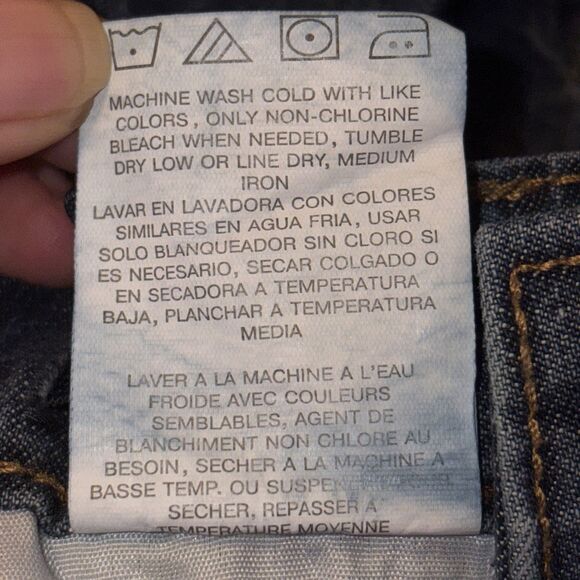 MACHINE WASH COLD WITH LIKE
COLORS, ONLY NON-CHLORINE
BLEACH WHEN NEEDED, TUMBLE
DRY LOW OR LINE DRY, MEDIUM
IRON
LAVAR EN LAVADORA CON COLORES
SIMILARES EN AGUA FRIA, USAR
SOLO BLANQUEADOR SIN CLORO SI
ES NECESARIO, SECAR COLGADO O
EN SECADORA A TEMPERATURA
BAJA, PLANCHAR A TEMPERATURA
MEDIA
LAVER A LA MACHINE A L'EAU
FROIDE AVEC COULEURS
SEMBLABLES, AGENT DE
BLANCHIMENT NON CHLORE AU
BESOIN, SECHER A LA MACHINE A
BASSE TEMP. OU
SECHER, REPASSER A
TEMPERATURE MOYENNE